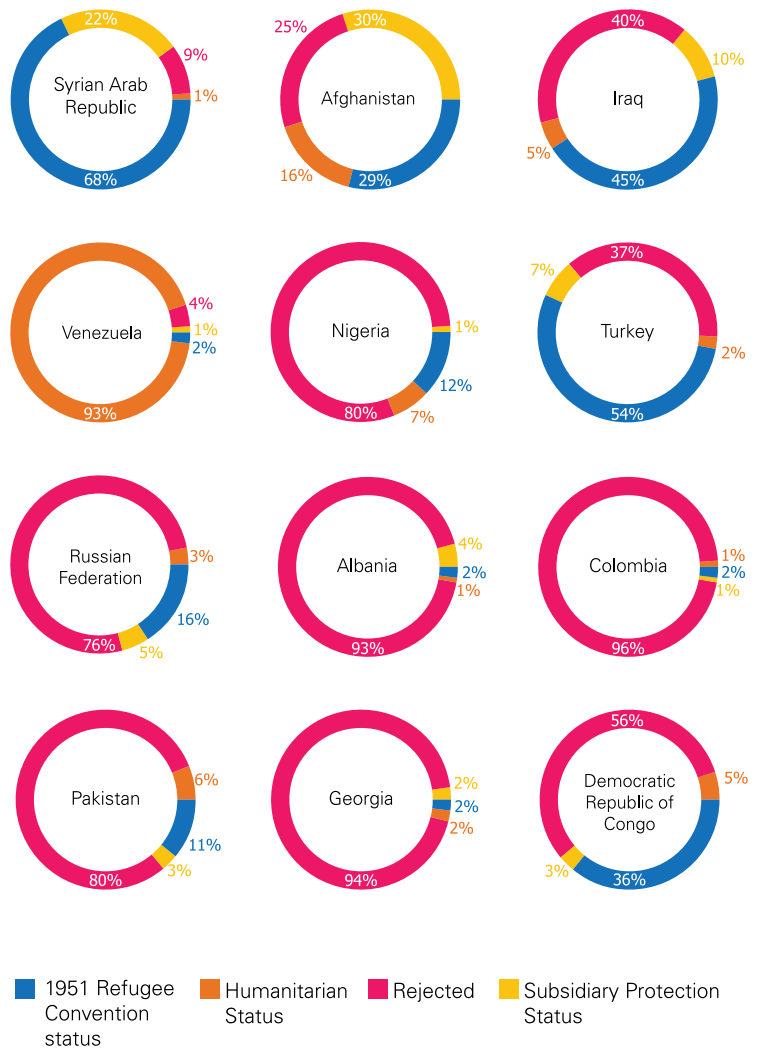 22%
9%
1%
68%
Syrian Arab
Republic
30%
25%
16%
29%
Afghanistan
40%
10%
5%
45%
Iraq
4%
1%
2%
93%
Venezuela
1%
12%
7%
80%
Nigeria
37%
7%
2%
54%
Turkey
3%
16%
5%
76%
Russian
Federation
4%
2%
1%
93%
Albania
1%
2%
1%
96%
Colombia
6%
11%
3%
80%
Pakistan
2%
2%
2%
94%
Georgia
56%
5%
3%
36%
Democratic
Republic of
Congo
1951 Refugee
Convention
status
Humanitarian
Status
Rejected
Subsidiary Protection
Status